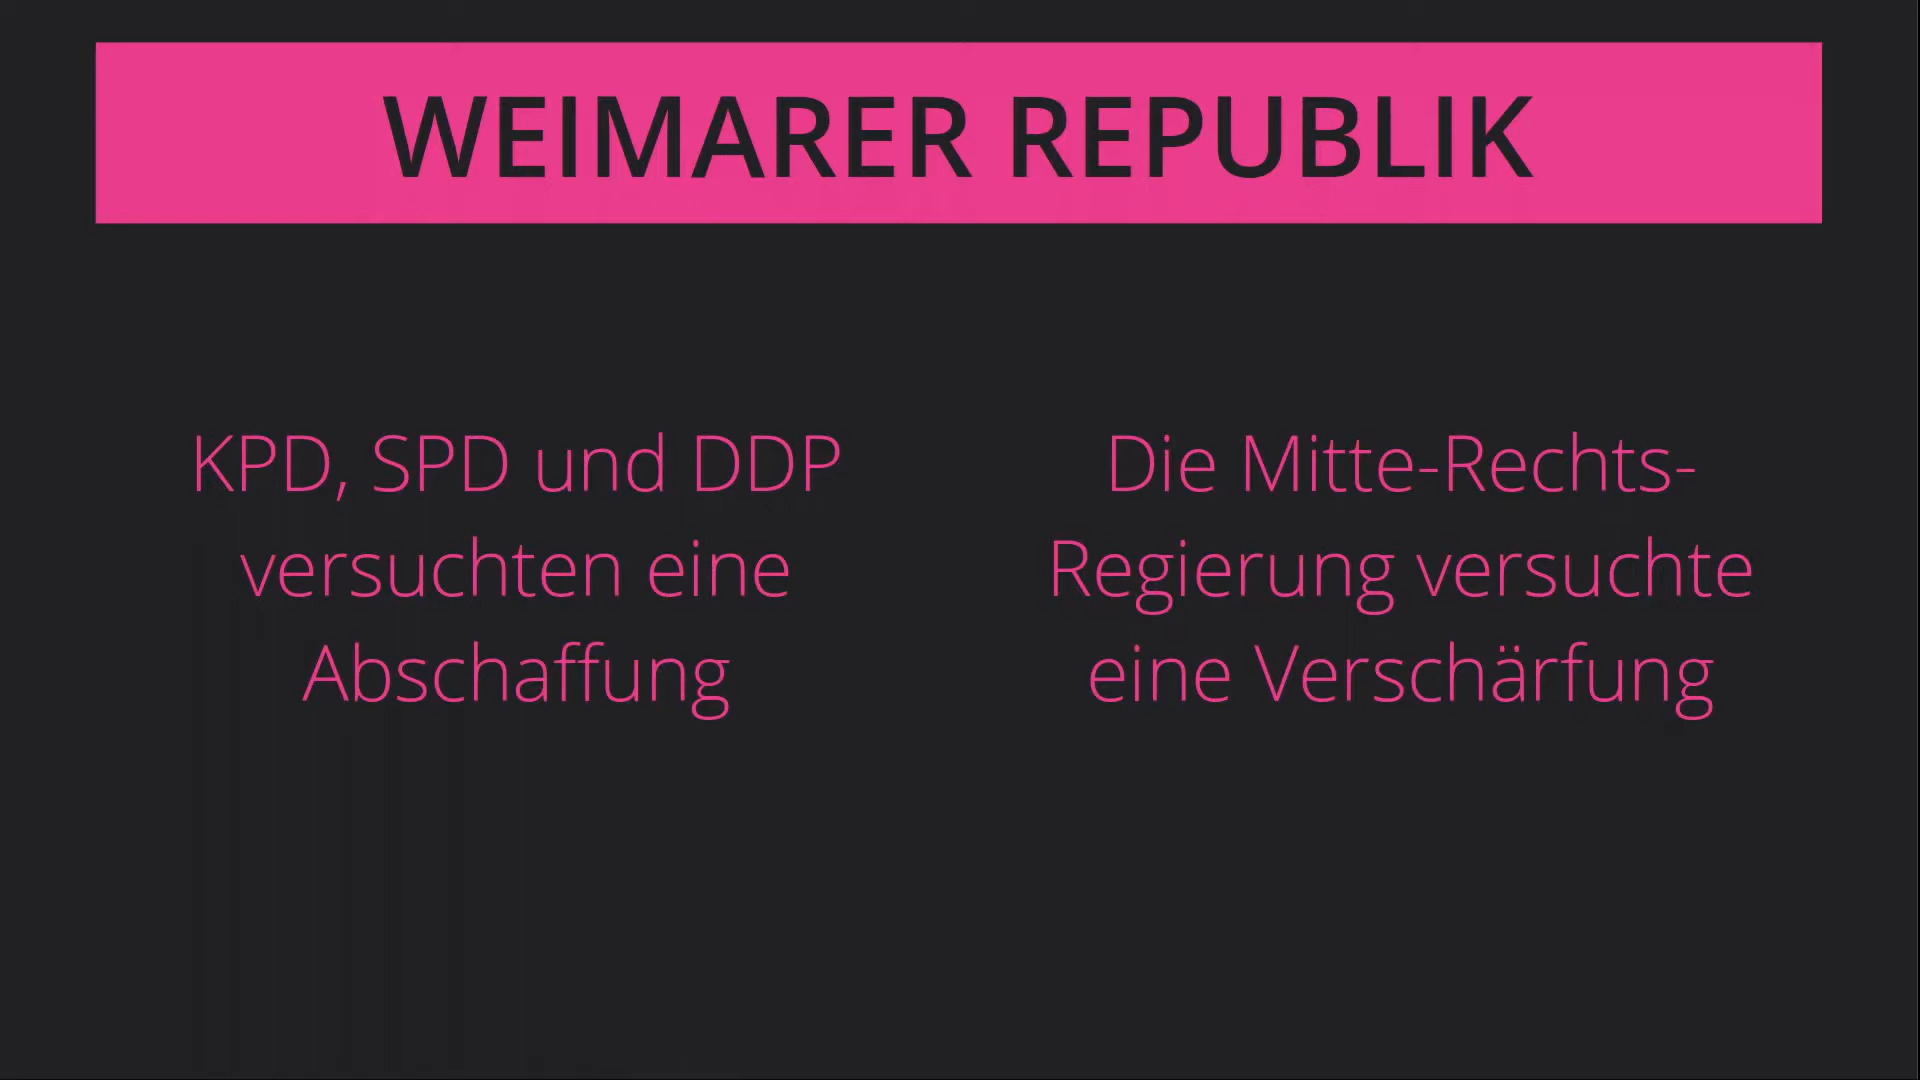 WEIMARER REPUBLIK
KPD, SPD und DDP
versuchten eine
Abschaffung
Die Mitte-Rechts-
Regierung versuchte
eine Verschärfung